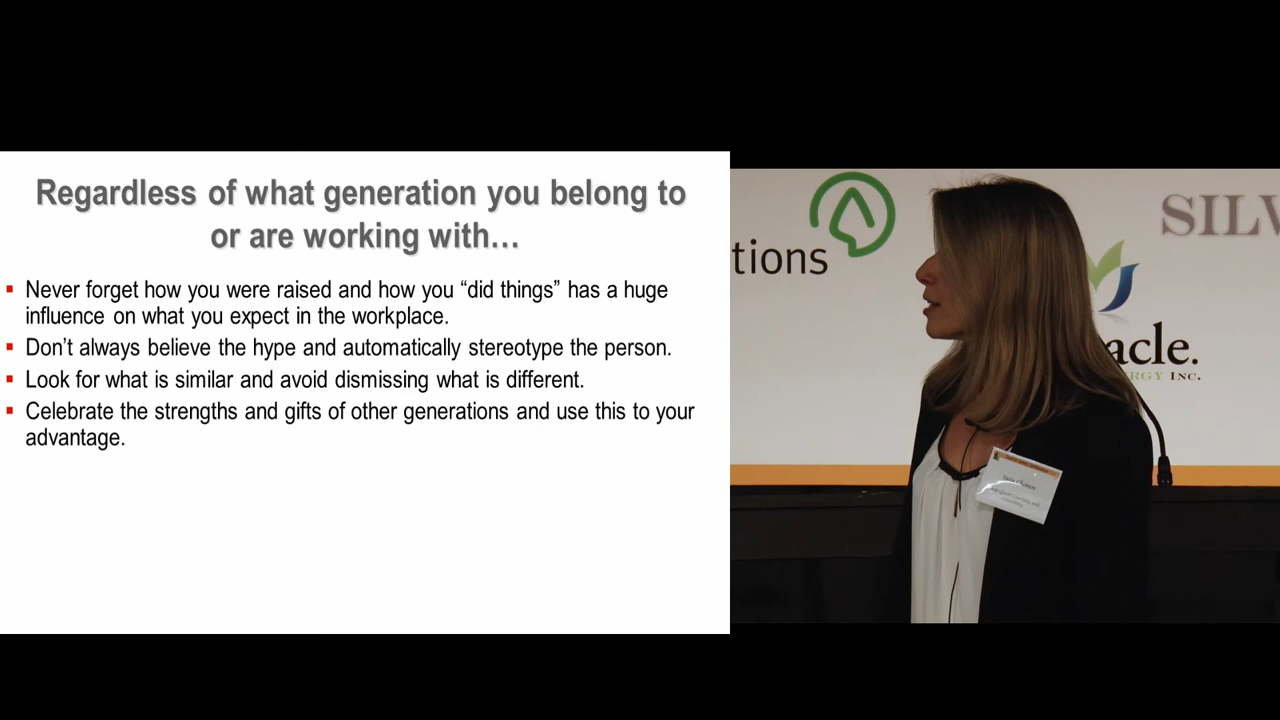 Regardless of what generation you belong to
or are working with…
▪ Never forget how you were raised and how you “did things” has a huge
influence on what you expect in the workplace.
▪ Don’t always believe the hype and automatically stereotype the person.
▪ Look for what is similar and avoid dismissing what is different.
▪ Celebrate the strengths and gifts of other generations and use this to your
advantage.
tions
SILV
acle.
RGY INC.